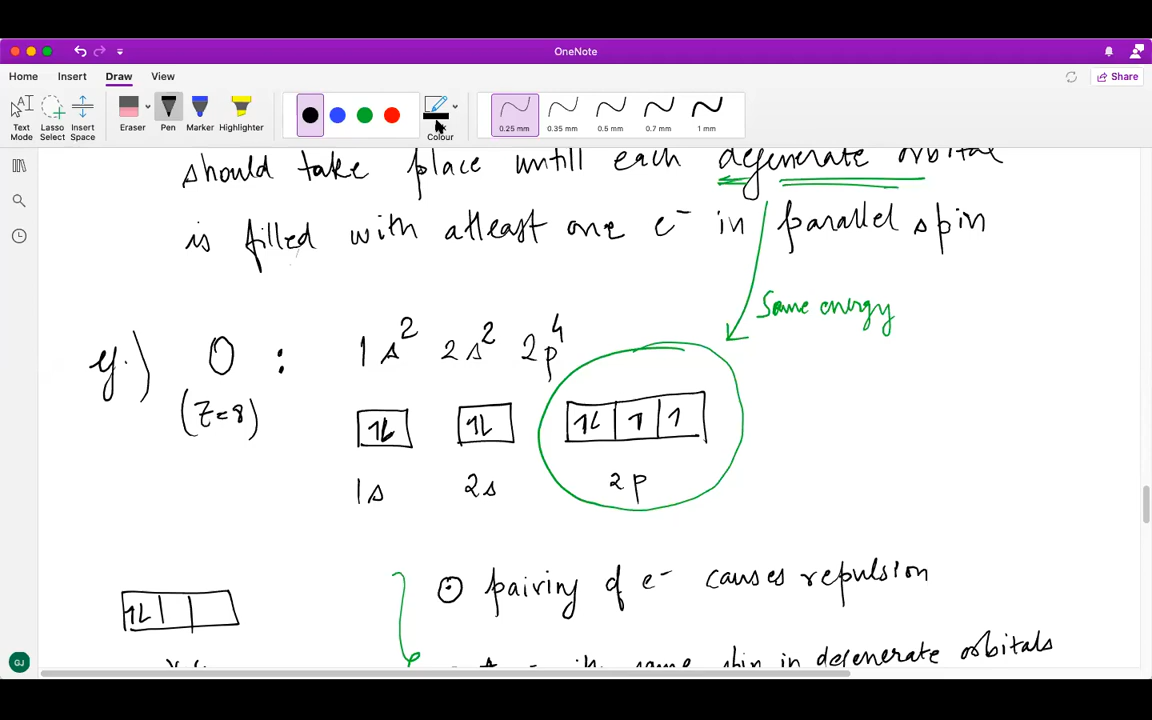 OneNote
Home Insert Draw View
Share
Text Mode
Lasso Select
Insert Space
Eraser
Pen
Marker
Highlighter
Colour
0.25 mm
0.35 mm
0.5 mm
0.7 mm
1 mm
should take place untill each degenerate orbital
is filled with atleast one e⁻ in parallel spin
Same energy
eg.) O : 1s² 2s² 2p⁴
(Z=8)
1s 2s 2p
⊙ pairing of e⁻ causes repulsion
same spin in degenerate orbitals
GJ